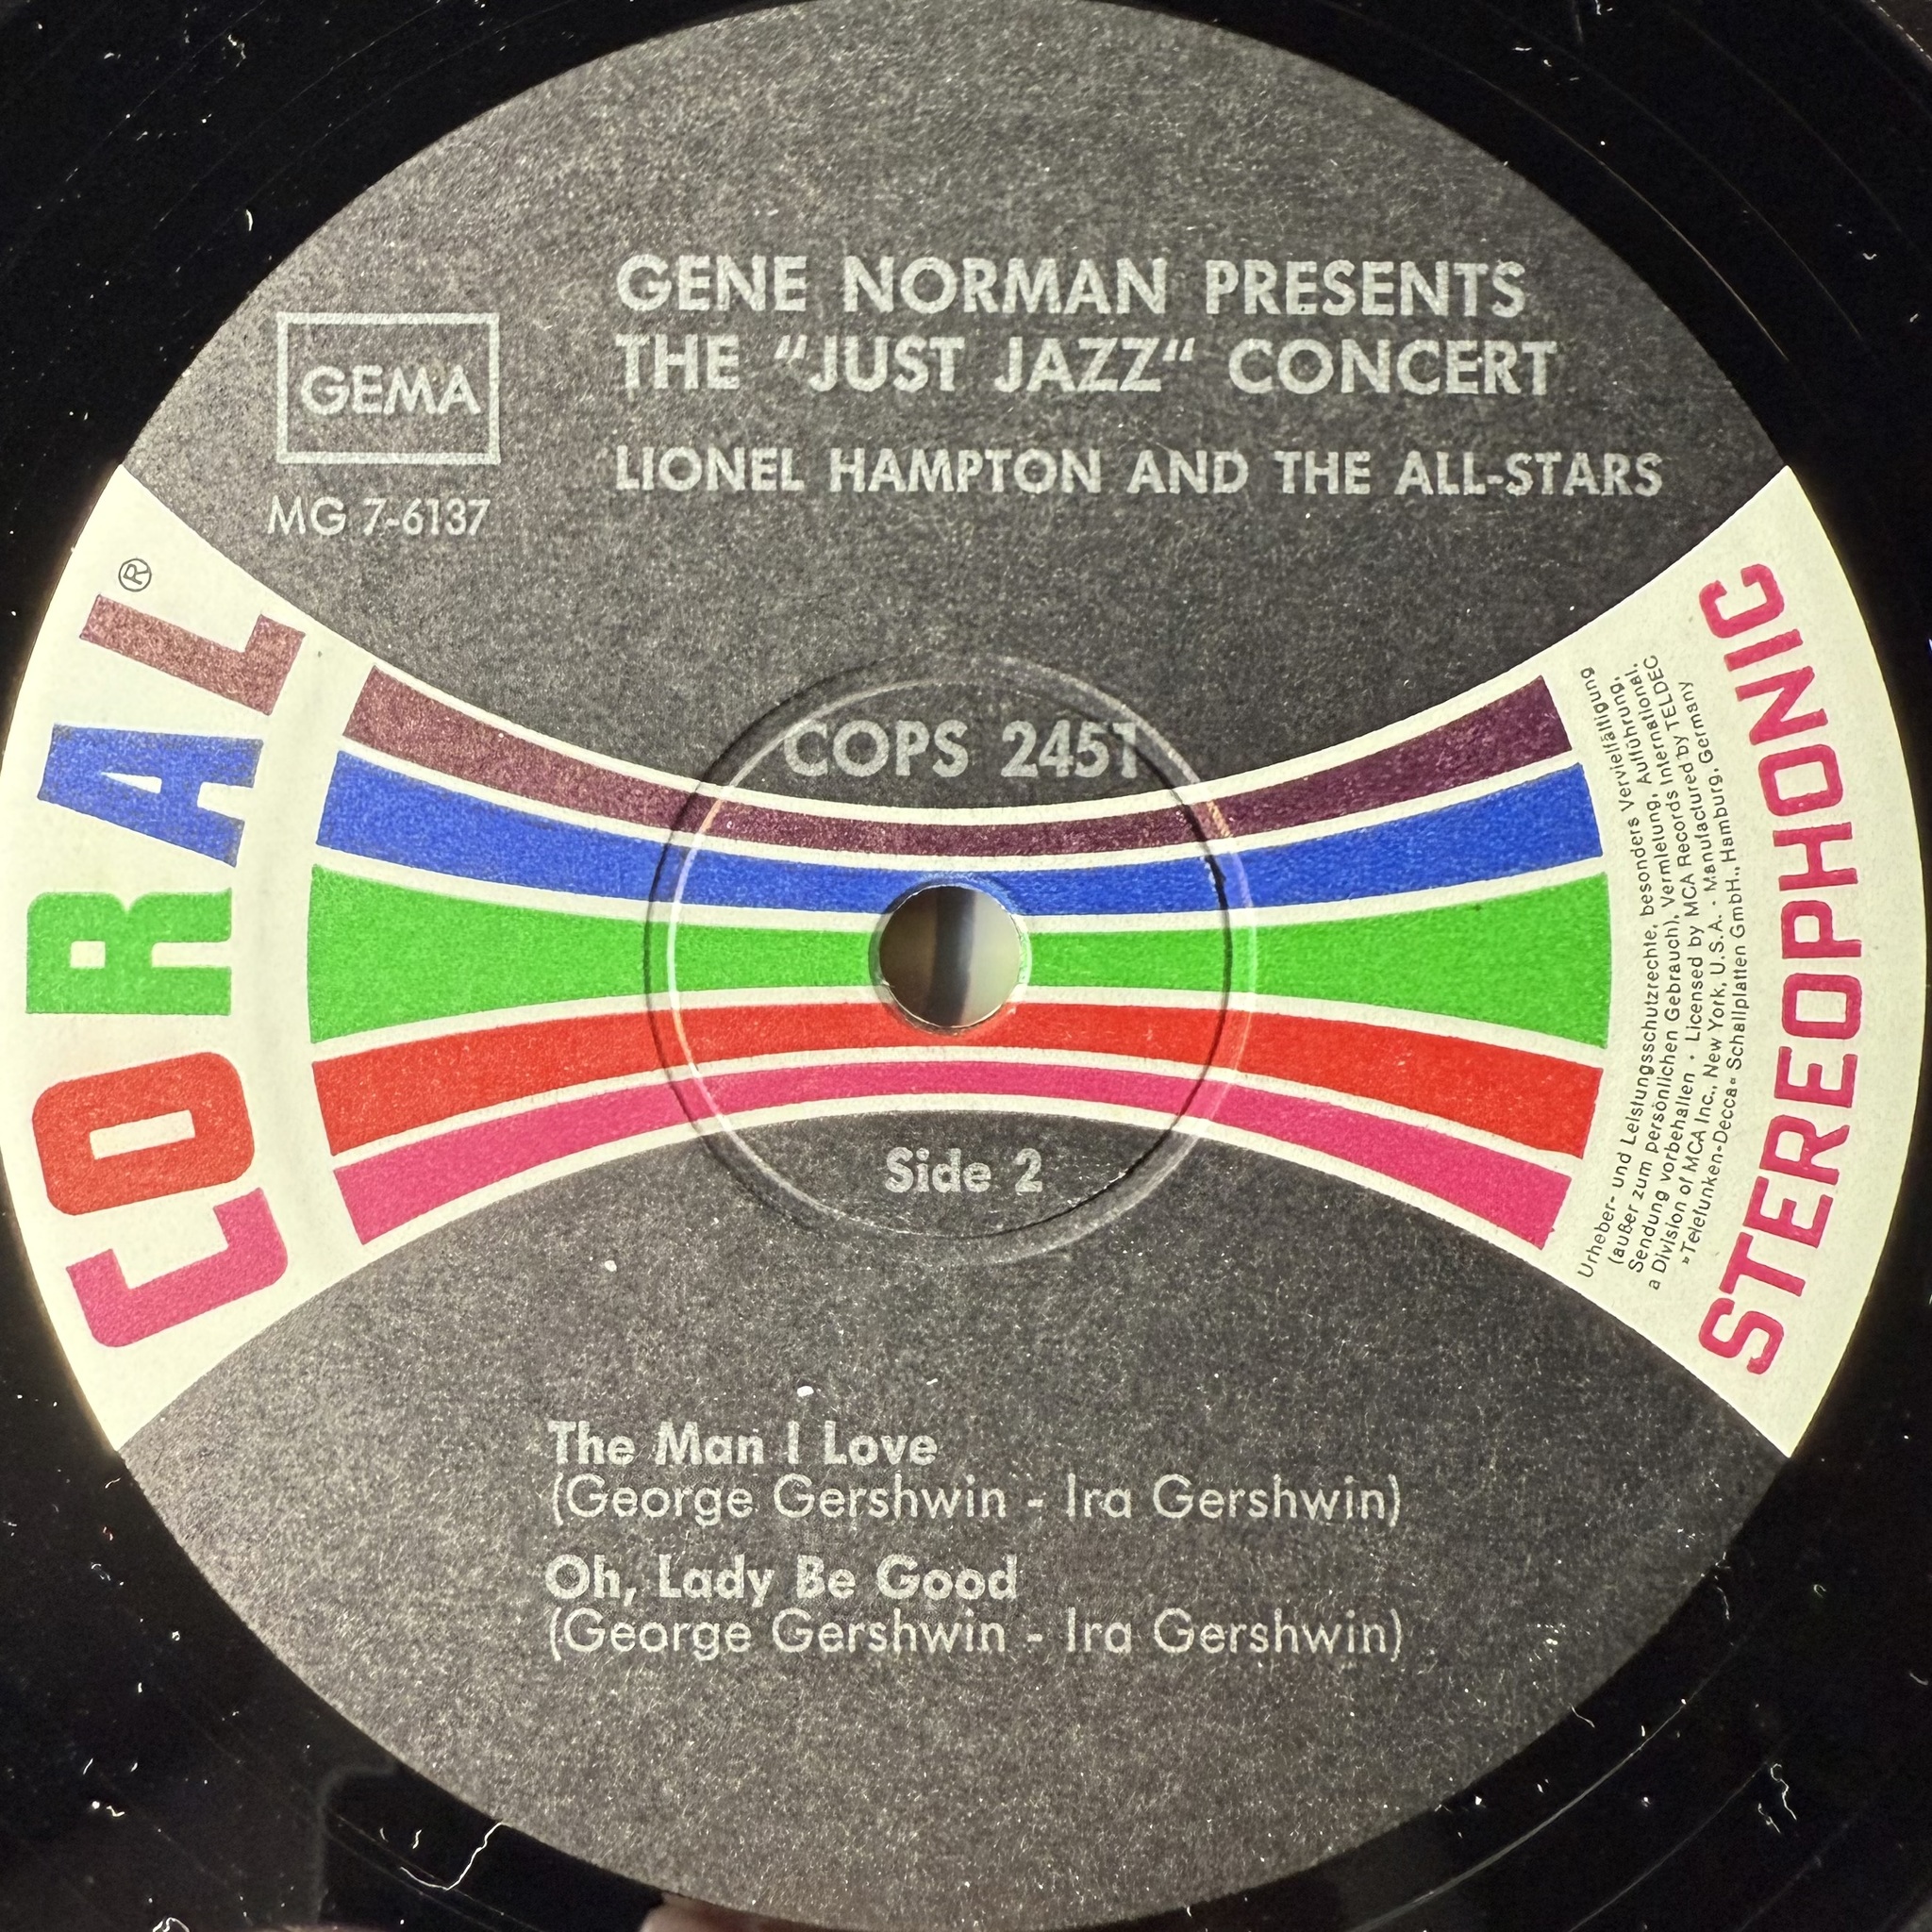 GENE NORMAN PRESENTS
THE “JUST JAZZ“ CONCERT
LIONEL HAMPTON AND THE ALL-STARS
GEMA
MG 7-6137
CORAL®
COPS 2451
STEREOPHONIC
Urheber- und Leistungsschutzrechte, besonders Vervielfältigung
(außer zum persönlichen Gebrauch), Vermietung, Aufführung,
Sendung vorbehallen • Licensed by MCA Records International,
a Division of MCA Inc., New York, U.S.A. • Manufactured by TELDEC
»Telefunken-Decca« Schallplatten GmbH., Hamburg, Germany
Side 2
The Man I Love
(George Gershwin - Ira Gershwin)
Oh, Lady Be Good
(George Gershwin - Ira Gershwin)